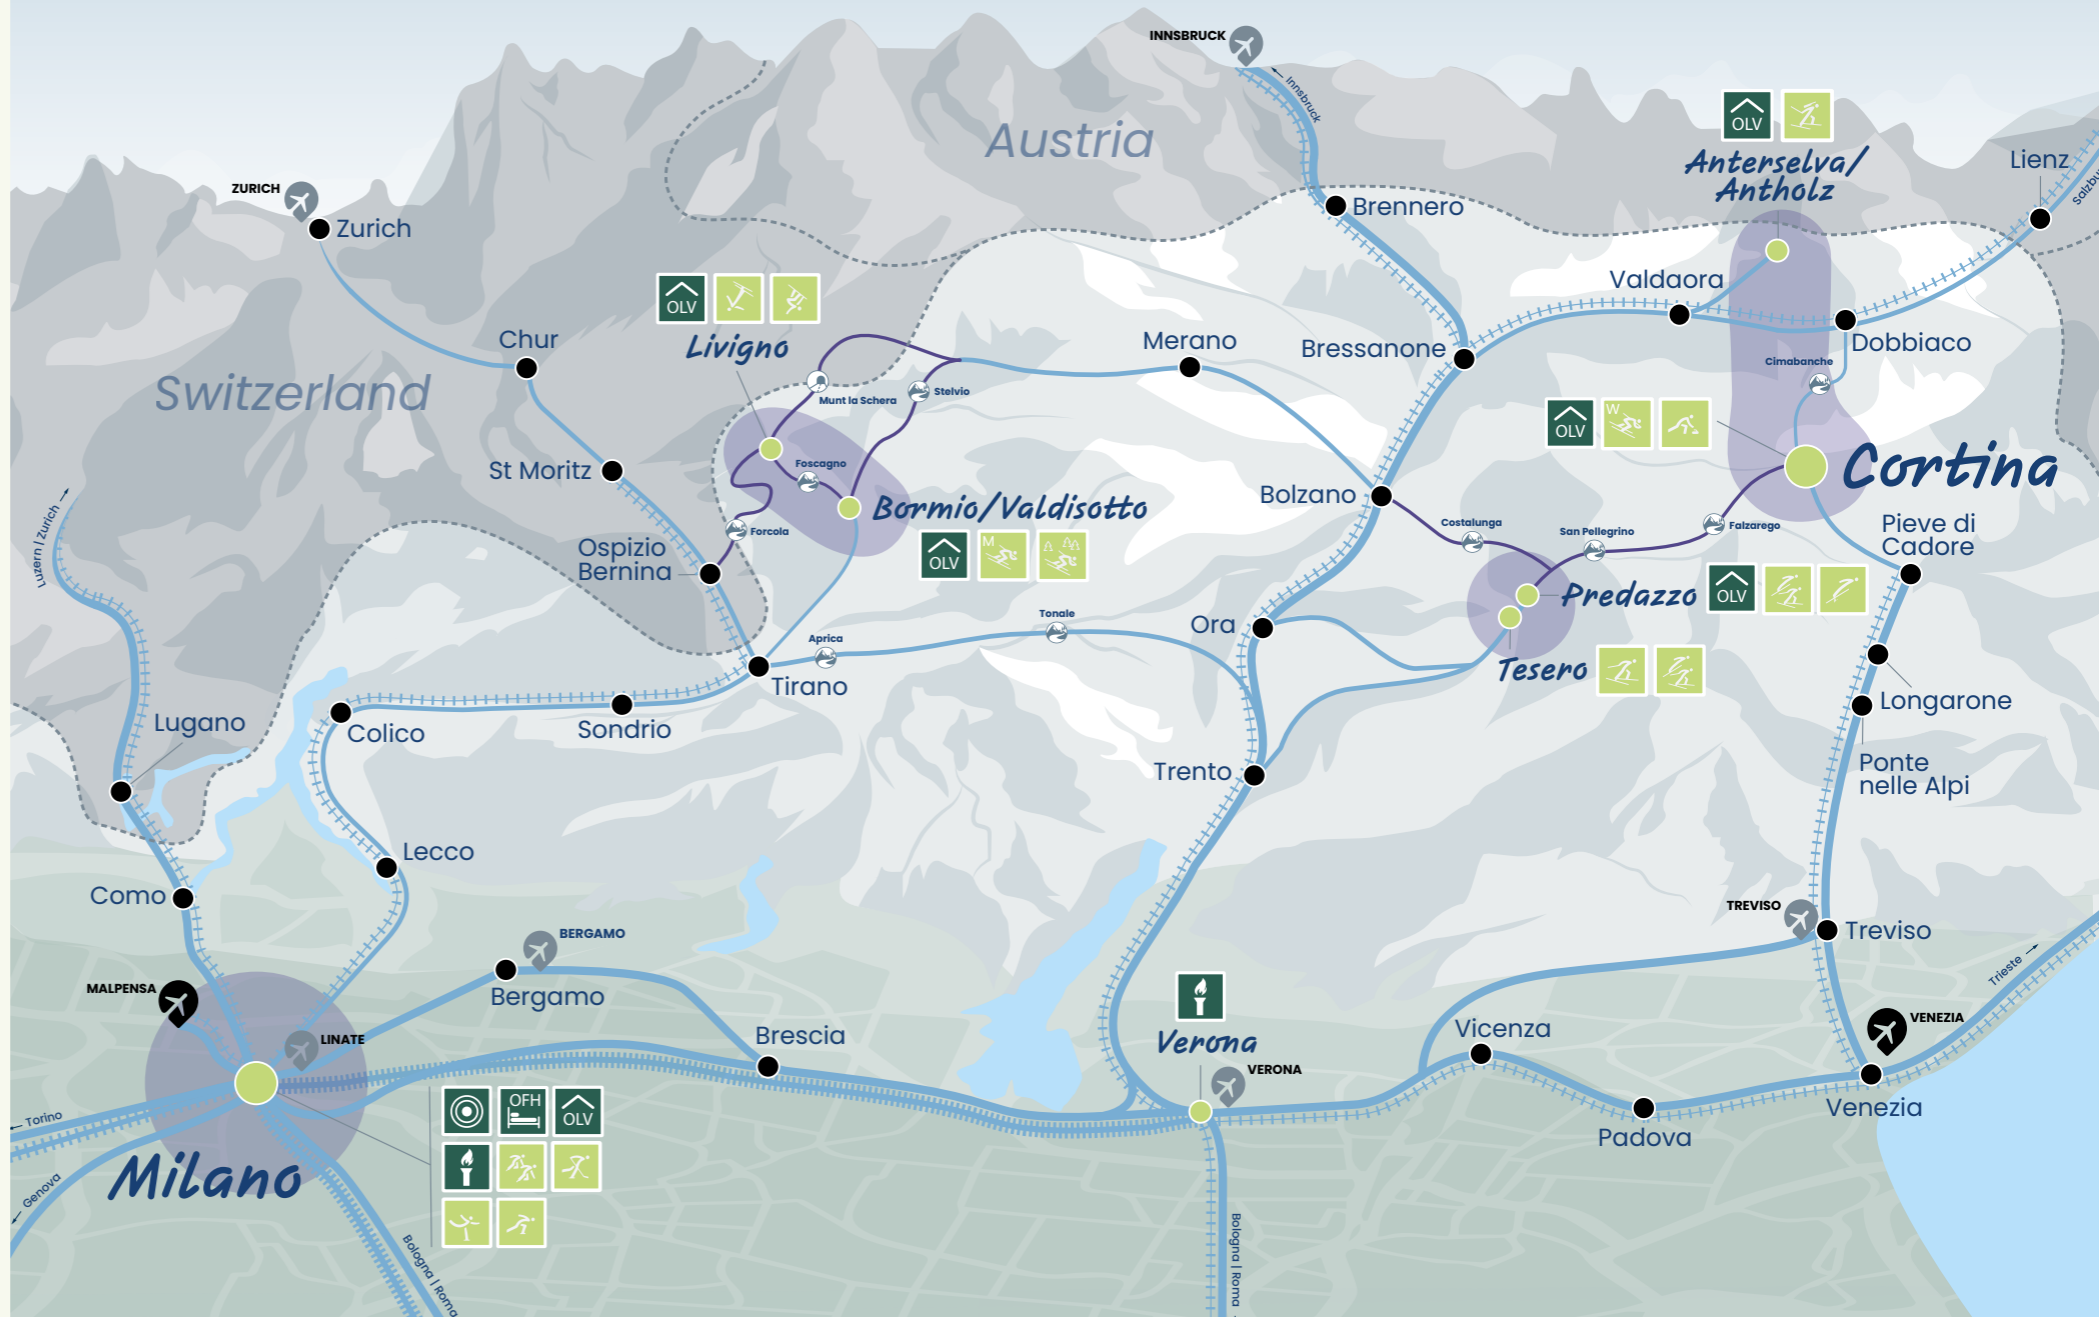 INNSBRUCK
← Innsbruck
Austria
OLV
Anterselva/
Antholz
Lienz
Salzbu
ZURICH
Zurich
Brennero
Valdaora
OLV
Livigno
Chur
Merano
Bressanone
Dobbiaco
Cimabanche
Switzerland
Munt la Schera
Stelvio
OLV
W
Cortina
St Moritz
Foscagno
Bormio/Valdisotto
Bolzano
Costalunga
San Pellegrino
Falzarego
Pieve di
Cadore
Luzern | Zurich →
Forcola
Ospizio
Bernina
OLV
M
Predazzo
OLV
Tonale
Aprica
Ora
Tesero
Tirano
Longarone
Lugano
Colico
Sondrio
Trento
Ponte
nelle Alpi
Lecco
Como
TREVISO
Treviso
BERGAMO
Bergamo
MALPENSA
LINATE
Brescia
Verona
VERONA
Vicenza
VENEZIA
Trieste →
Venezia
Padova
← Torino
OFH
OLV
Milano
← Genova
Bologna | Roma
Bologna | Roma →